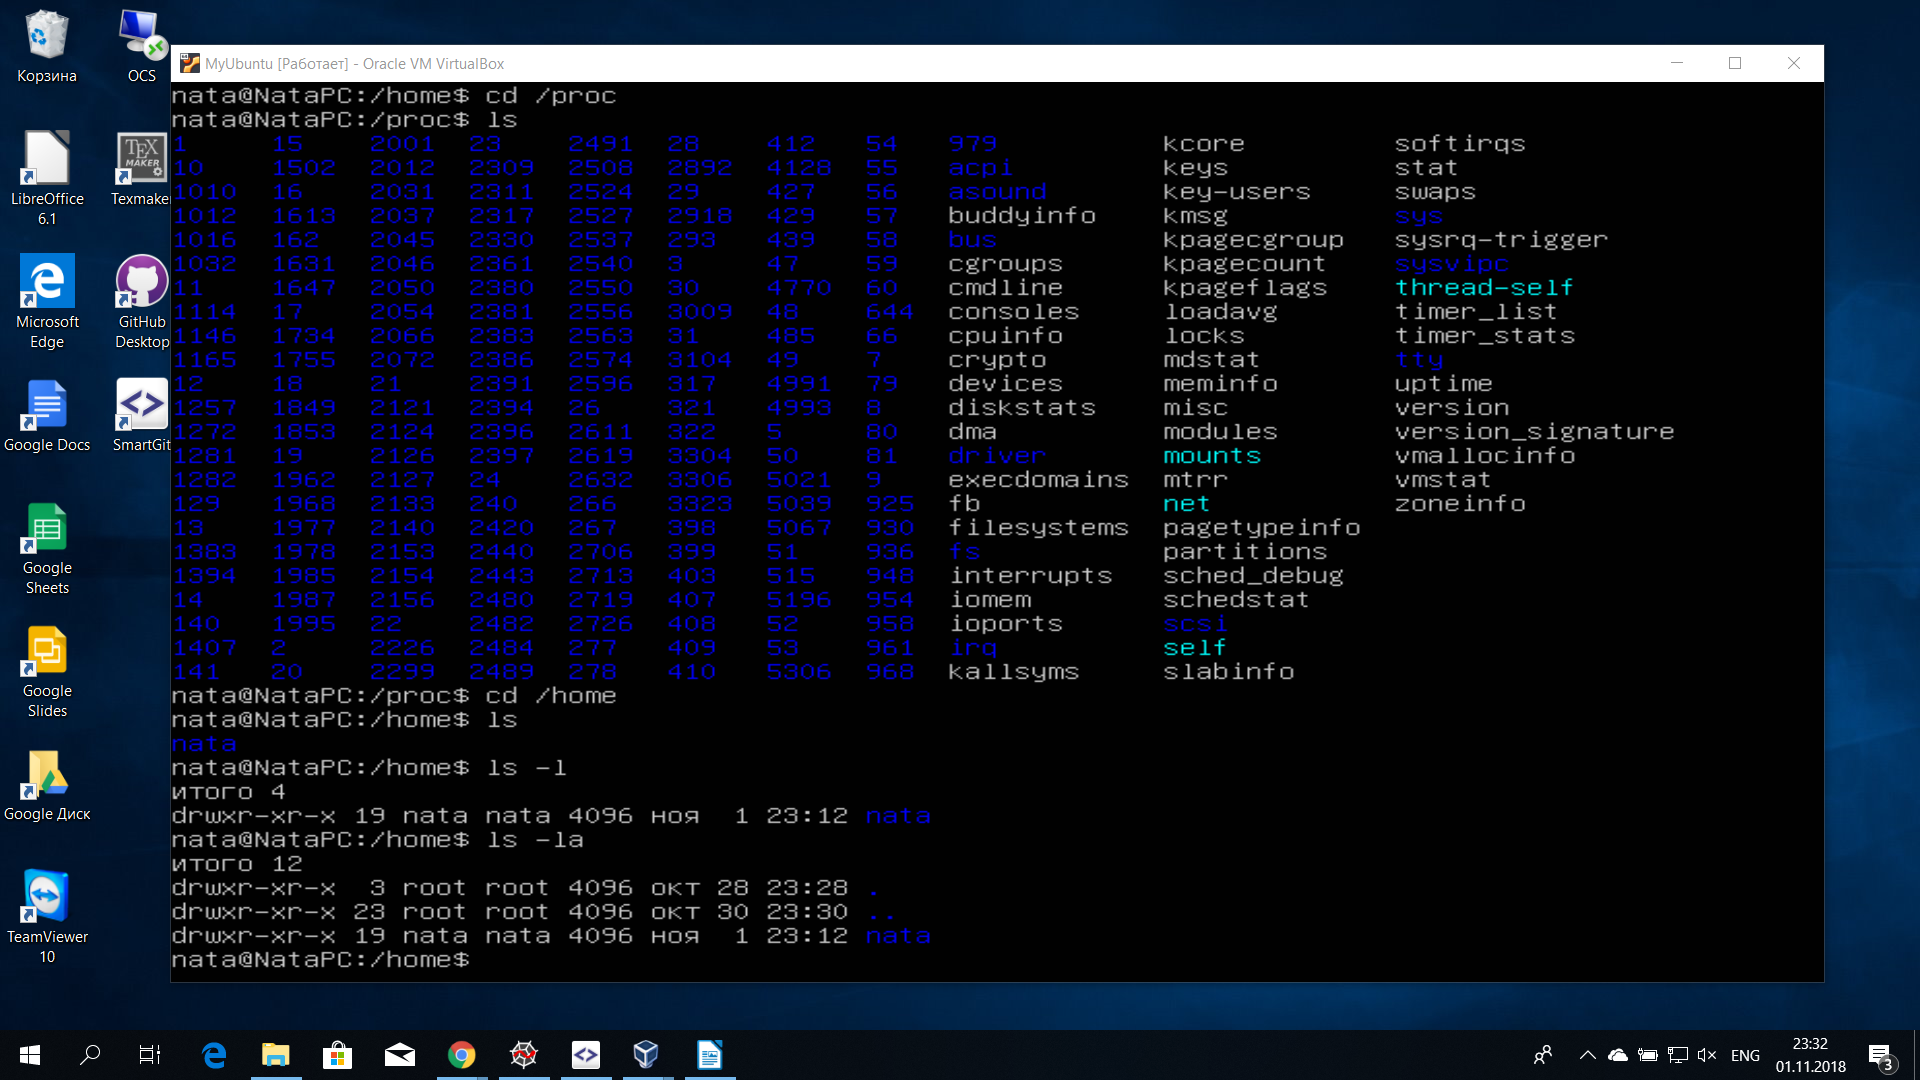 Корзина
OCS
LibreOffice
6.1
Texmaker
Microsoft
Edge
GitHub
Desktop
Google Docs
SmartGit
Google
Sheets
Google
Slides
Google Диск
TeamViewer
10
MyUbuntu [Работает] - Oracle VM VirtualBox
nata@NataPC:/home$ cd /proc
nata@NataPC:/proc$ ls
1 15 2001 23 2491 28 412 54 979 kcore softirqs
10 1502 2012 2309 2508 2892 4128 55 acpi keys stat
1010 16 2031 2311 2524 29 427 56 asound key-users swaps
1012 1613 2037 2317 2527 2918 429 57 buddyinfo kmsg sys
1016 162 2045 2330 2537 293 439 58 bus kpagecgroup sysrq-trigger
1032 1631 2046 2361 2540 3 47 59 cgroups kpagecount sysvipc
11 1647 2050 2380 2550 30 4770 60 cmdline kpageflags thread-self
1114 17 2054 2381 2556 3009 48 644 consoles loadavg timer_list
1146 1734 2066 2383 2563 31 485 66 cpuinfo locks timer_stats
1165 1755 2072 2386 2574 3104 49 7 crypto mdstat tty
12 18 21 2391 2596 317 4991 79 devices meminfo uptime
1257 1849 2121 2394 26 321 4993 8 diskstats misc version
1272 1853 2124 2396 2611 322 5 80 dma modules version_signature
1281 19 2126 2397 2619 3304 50 81 driver mounts vmallocinfo
1282 1962 2127 24 2632 3306 5021 9 execdomains mtrr vmstat
129 1968 2133 240 266 3323 5039 925 fb net zoneinfo
13 1977 2140 2420 267 398 5067 930 filesystems pagetypeinfo
1383 1978 2153 2440 2706 399 51 936 fs partitions
1394 1985 2154 2443 2713 403 515 948 interrupts sched_debug
14 1987 2156 2480 2719 407 5196 954 iomem schedstat
140 1995 22 2482 2726 408 52 958 ioports scsi
1407 2 2226 2484 277 409 53 961 irq self
141 20 2299 2489 278 410 5306 968 kallsyms slabinfo
nata@NataPC:/proc$ cd /home
nata@NataPC:/home$ ls
nata
nata@NataPC:/home$ ls -l
итого 4
drwxr-xr-x 19 nata nata 4096 ноя  1 23:12 nata
nata@NataPC:/home$ ls -la
итого 12
drwxr-xr-x  3 root root 4096 окт 28 23:28 .
drwxr-xr-x 23 root root 4096 окт 30 23:30 ..
drwxr-xr-x 19 nata nata 4096 ноя  1 23:12 nata
nata@NataPC:/home$
ENG
23:32
01.11.2018
3